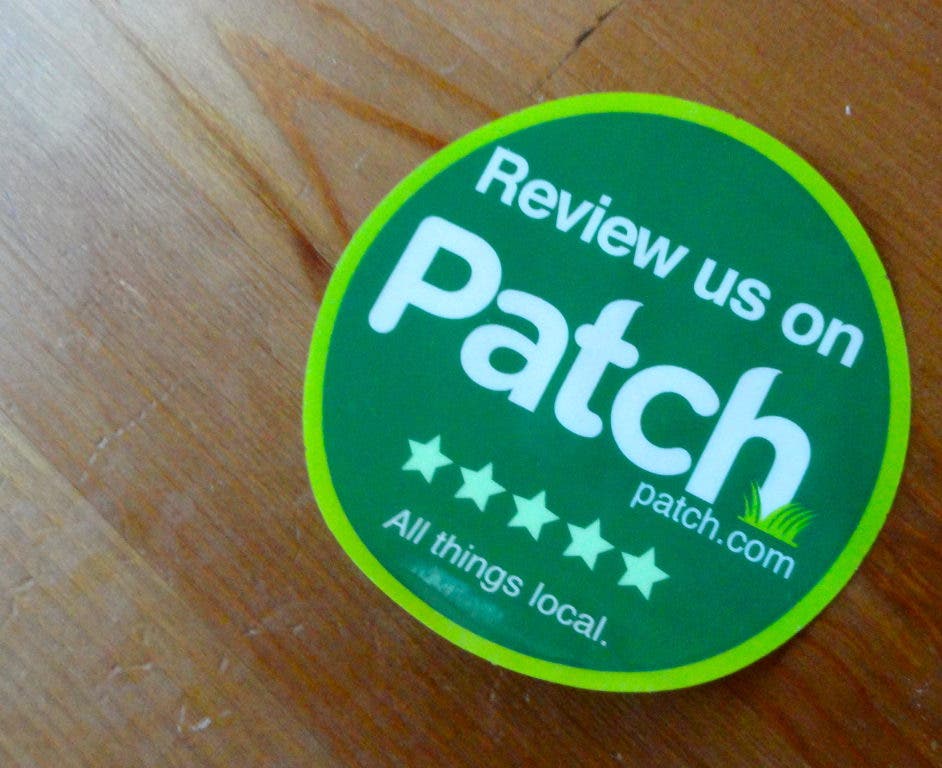 Review us on
Patch
patch.com
All things local.